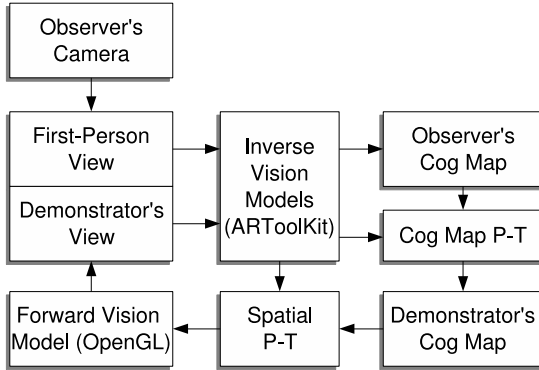 Observer's
Camera
First-Person
View
Demonstrator's
View
Inverse
Vision
Models
(ARToolKit)
Observer's
Cog Map
Cog Map P-T
Demonstrator's
Cog Map
Spatial
P-T
Forward Vision
Model (OpenGL)